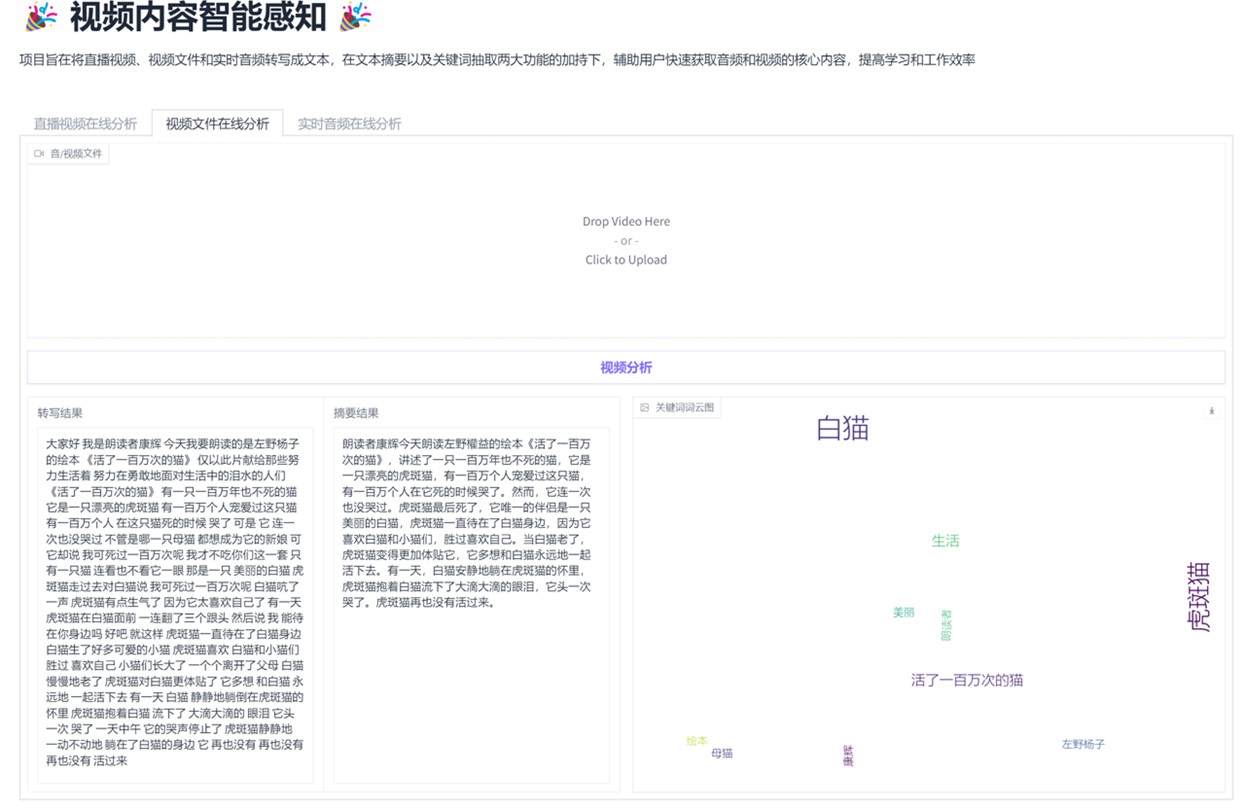 🎉 视频内容智能感知 🎉
项目旨在将直播视频、视频文件和实时音频转写成文本，在文本摘要以及关键词抽取两大功能的加持下，辅助用户快速获取音频和视频的核心内容，提高学习和工作效率
直播视频在线分析 视频文件在线分析 实时音频在线分析
音/视频文件
Drop Video Here
- or -
Click to Upload
视频分析
转写结果
大家好 我是朗读者康辉 今天我要朗读的是左野杨子
的绘本 《活了一百万次的猫》 仅以此片献给那些努
力生活着 努力在勇敢地面对生活中的泪水的人们
《活了一百万次的猫》 有一只一百万年也不死的猫
它是一只漂亮的虎斑猫 有一百万个人宠爱过这只猫
有一百万个人 在这只猫死的时候 哭了 可是 它 连一
次也没哭过 不管是哪一只母猫 都想成为它的新娘 可
它却说 我可死过一百万次呢 我才不吃你们这一套 只
有一只猫 连看也不看它一眼 那是一只 美丽的白猫 虎
斑猫走过去对白猫说 我可死过一百万次呢 白猫吭了
一声 虎斑猫有点生气了 因为它太喜欢自己了 有一天
虎斑猫在白猫面前 一连翻了三个跟头 然后说 我 能待
在你身边吗 好吧 就这样 虎斑猫一直待在了白猫身边
白猫生了好多可爱的小猫 虎斑猫喜欢 白猫和小猫们
胜过 喜欢自己 小猫们长大了 一个个离开了父母 白猫
慢慢地老了 虎斑猫对白猫更体贴了 它多想 和白猫 永
远地 一起活下去 有一天 白猫 静静地躺倒在虎斑猫的
怀里 虎斑猫抱着白猫 流下了 大滴大滴的 眼泪 它头
一次 哭了 一天中午 它的哭声停止了 虎斑猫静静地
一动不动地 躺在了白猫的身边 它 再也没有 再也没有
再也没有 活过来
摘要结果
朗读者康辉今天朗读左野權益的绘本《活了一百万
次的猫》，讲述了一只一百万年也不死的猫，它是
一只漂亮的虎斑猫，有一百万个人宠爱过这只猫，
有一百万个人在它死的时候哭了。然而，它连一次
也没哭过。虎斑猫最后死了，它唯一的伴侣是一只
美丽的白猫，虎斑猫一直待在了白猫身边，因为它
喜欢白猫和小猫们，胜过喜欢自己。当白猫老了，
虎斑猫变得更加体贴它，它多想和白猫永远地一起
活下去。有一天，白猫安静地躺在虎斑猫的怀里，
虎斑猫抱着白猫流下了大滴大滴的眼泪，它头一次
哭了。虎斑猫再也没有活过来。
关键词词云图
白猫
生活
虎斑猫
美丽
朗读者
活了一百万次的猫
绘本
母猫
康辉
左野杨子